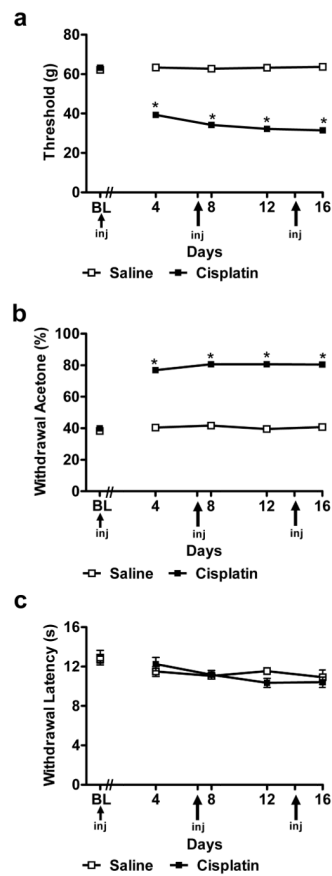 a
Threshold (g)
80
60
40
20
0
* * * *
BL // 4 8 12 16
inj inj inj
Days
Saline Cisplatin
b
Withdrawal Acetone (%)
100
80
60
40
20
0
* * * *
BL // 4 8 12 16
inj inj inj
Days
Saline Cisplatin
c
Withdrawal Latency (s)
16
12
8
4
0
BL // 4 8 12 16
inj inj inj
Days
Saline Cisplatin